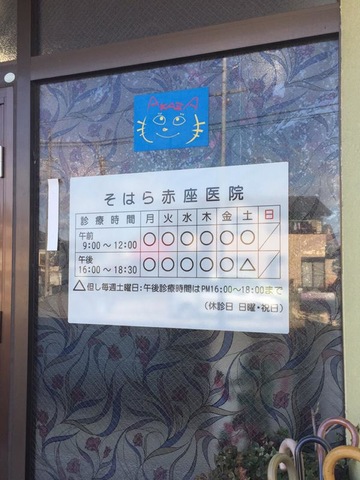 AKAZA
そはら赤座医院
診療時間 月 火 水 木 金 土 日
午前
9:00〜12:00 ○ ○ ○ ○ ○ ○ ／
午後
16:00〜18:30 ○ ○ ○ ○ ○ △ ／
△但し毎週土曜日:午後診療時間はPM16:00〜18:00まで
(休診日 日曜・祝日)